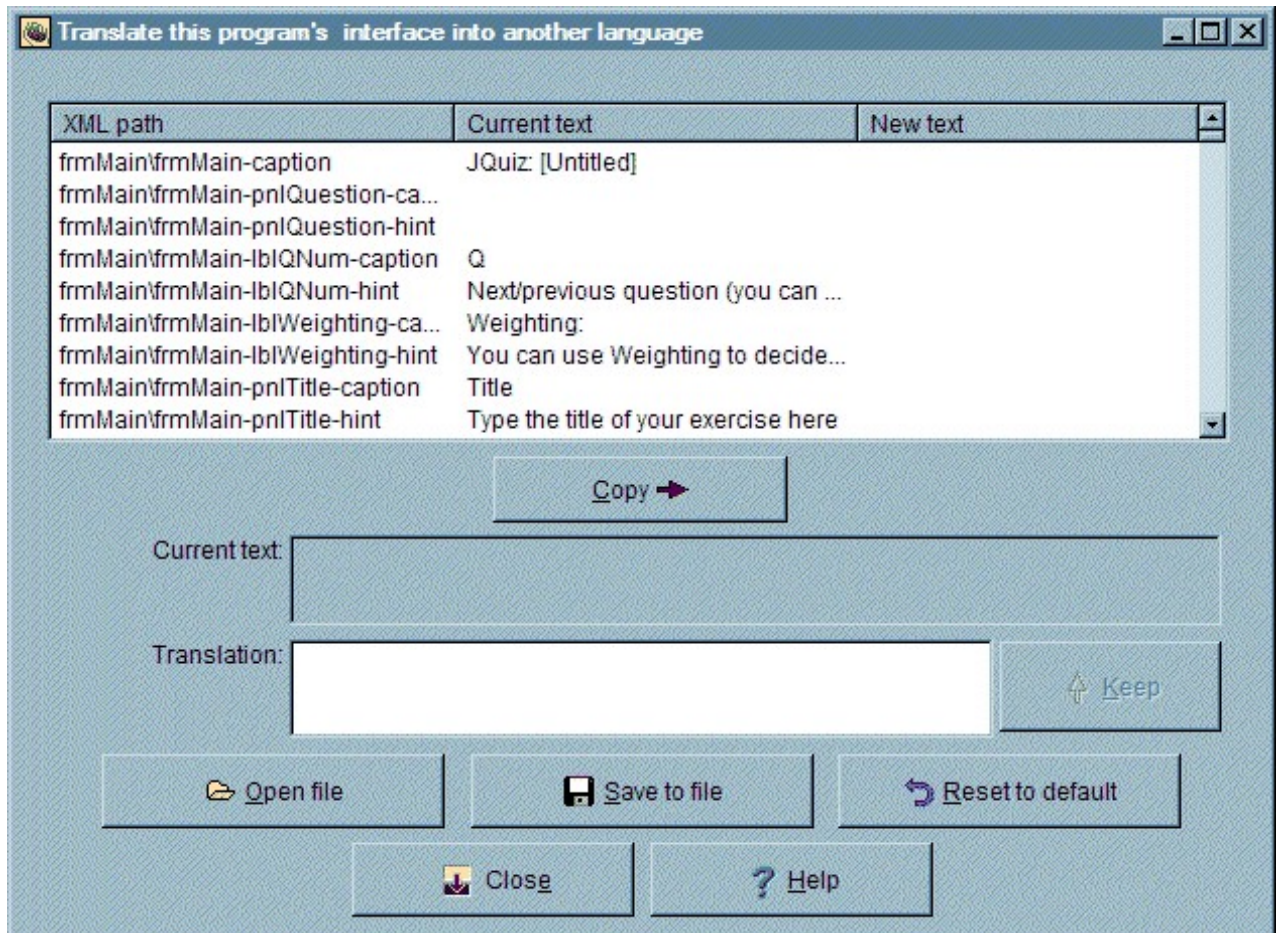 Translate this program's interface into another language
XML path Current text New text
frmMain\frmMain-caption JQuiz: [Untitled]
frmMain\frmMain-pnlQuestion-ca...
frmMain\frmMain-pnlQuestion-hint
frmMain\frmMain-lblQNum-caption Q
frmMain\frmMain-lblQNum-hint Next/previous question (you can ...
frmMain\frmMain-lblWeighting-ca... Weighting:
frmMain\frmMain-lblWeighting-hint You can use Weighting to decide...
frmMain\frmMain-pnlTitle-caption Title
frmMain\frmMain-pnlTitle-hint Type the title of your exercise here
Copy
Current text:
Translation:
Keep
Open file Save to file Reset to default
Close Help